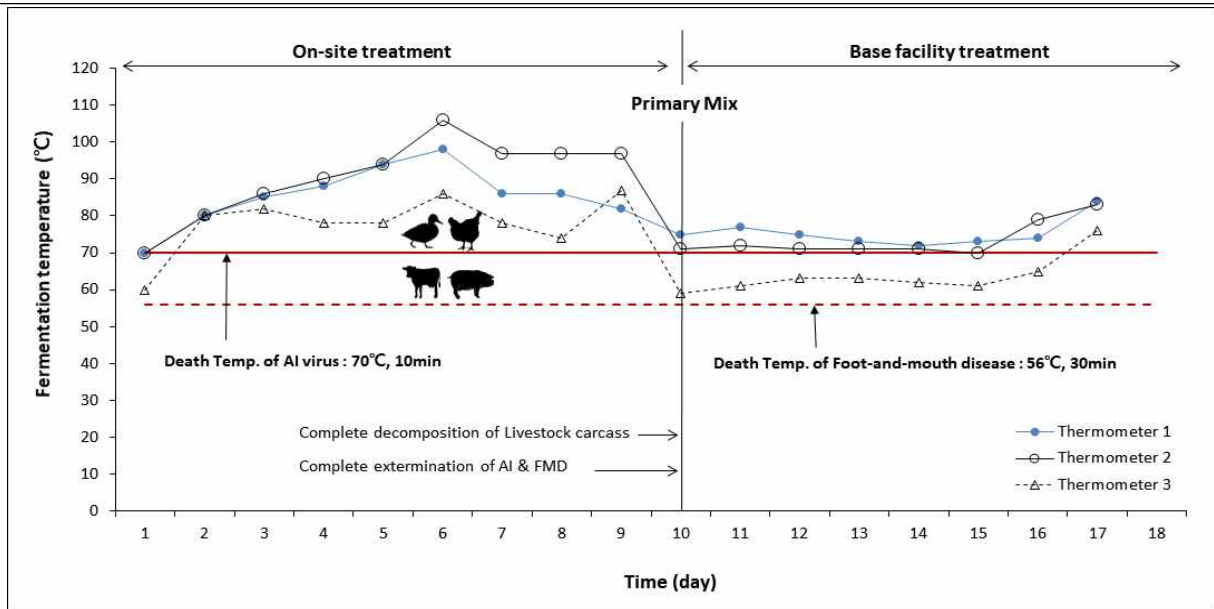 On-site treatment
Base facility treatment
Primary Mix
Fermentation temperature (℃)
120
110
100
90
80
70
60
50
40
30
20
10
0
Death Temp. of AI virus : 70℃, 10min
Death Temp. of Foot-and-mouth disease : 56℃, 30min
Complete decomposition of Livestock carcass
Complete extermination of AI & FMD
Thermometer 1
Thermometer 2
Thermometer 3
1 2 3 4 5 6 7 8 9 10 11 12 13 14 15 16 17 18
Time (day)